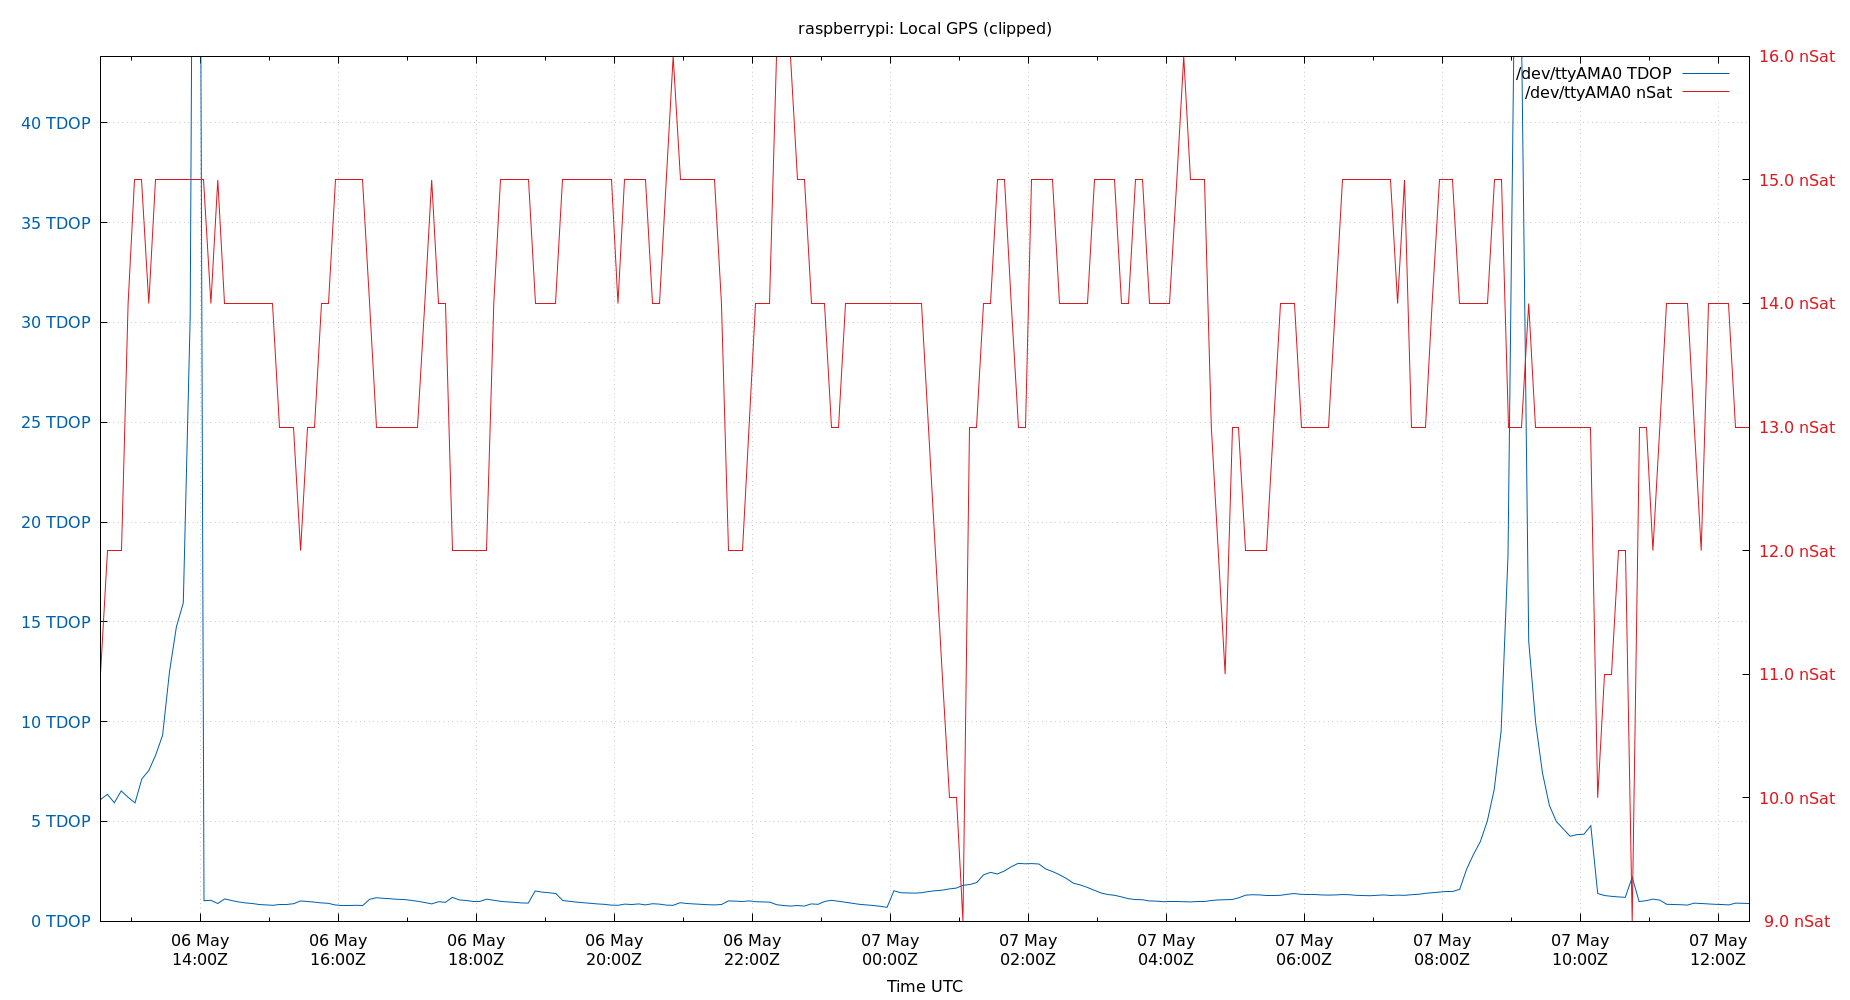 raspberrypi: Local GPS (clipped)
/dev/ttyAMA0 TDOP
/dev/ttyAMA0 nSat
40 TDOP
35 TDOP
30 TDOP
25 TDOP
20 TDOP
15 TDOP
10 TDOP
5 TDOP
0 TDOP
16.0 nSat
15.0 nSat
14.0 nSat
13.0 nSat
12.0 nSat
11.0 nSat
10.0 nSat
9.0 nSat
06 May
14:00Z
06 May
16:00Z
06 May
18:00Z
06 May
20:00Z
06 May
22:00Z
07 May
00:00Z
07 May
02:00Z
07 May
04:00Z
07 May
06:00Z
07 May
08:00Z
07 May
10:00Z
07 May
12:00Z
Time UTC